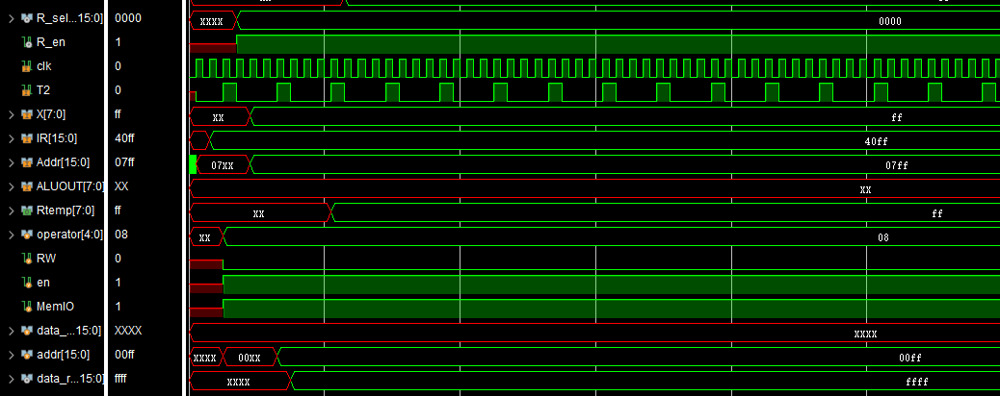 R_sel...15:0] 0000 XXXX 0000
R_en 1
clk 0
T2 0
X[7:0] ff XX ff
IR[15:0] 40ff 40ff
Addr[15:0] 07ff 07XX 07ff
ALUOUT[7:0] XX XX
Rtemp[7:0] ff XX ff
operator[4:0] 08 XX 08
RW 0
en 1
MemIO 1
data_...15:0] XXXX XXXX
addr[15:0] 00ff XXXX 00XX 00ff
data_r...15:0] ffff XXXX ffff